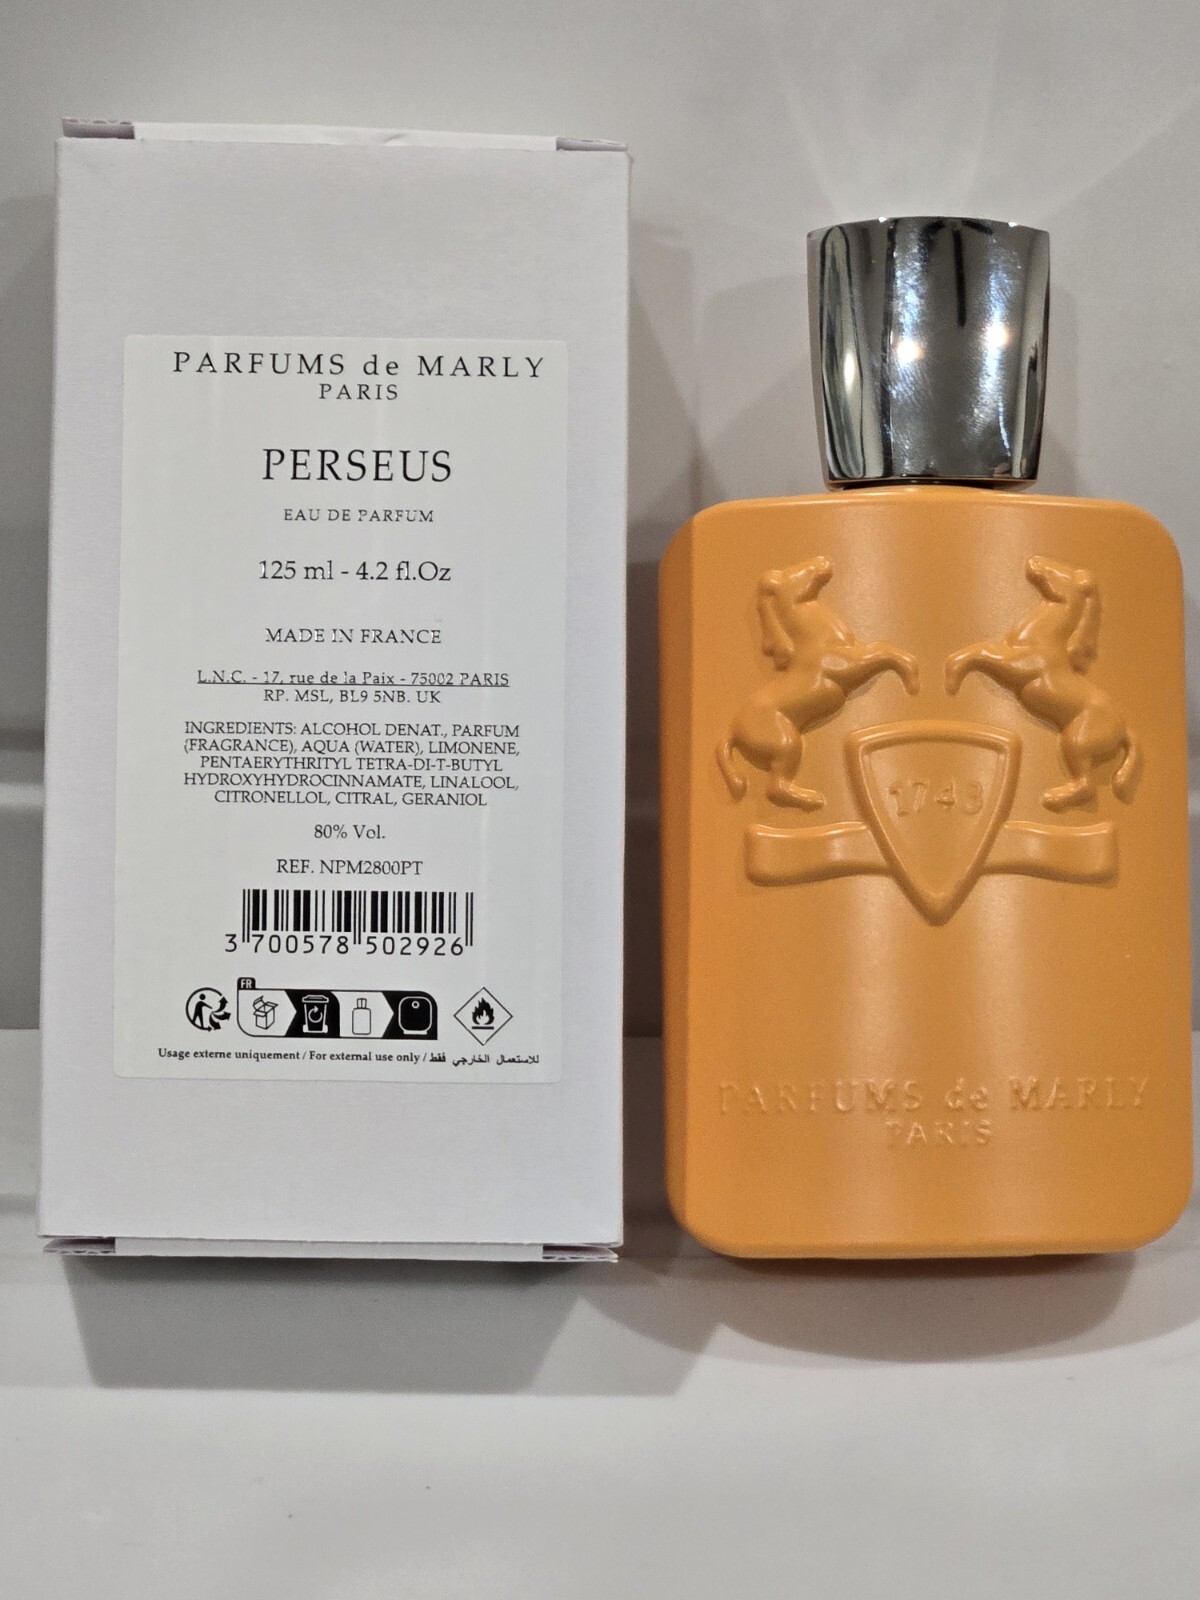 PARFUMS de MARLY
PARIS
PERSEUS
EAU DE PARFUM
125 ml - 4.2 fl.Oz
MADE IN FRANCE
L.N.C. - 17, rue de la Paix - 75002 PARIS
RP. MSL, BL9 5NB. UK
INGREDIENTS: ALCOHOL DENAT., PARFUM
(FRAGRANCE), AQUA (WATER), LIMONENE,
PENTAERYTHRITYL TETRA-DI-T-BUTYL
HYDROXYHYDROCINNAMATE, LINALOOL,
CITRONELLOL, CITRAL, GERANIOL
80% Vol.
REF. NPM2800PT
3 700578 502926
FR
Usage externe uniquement / For external use only / للاستعمال الخارجي فقط
1743
PARFUMS de MARLY
PARIS